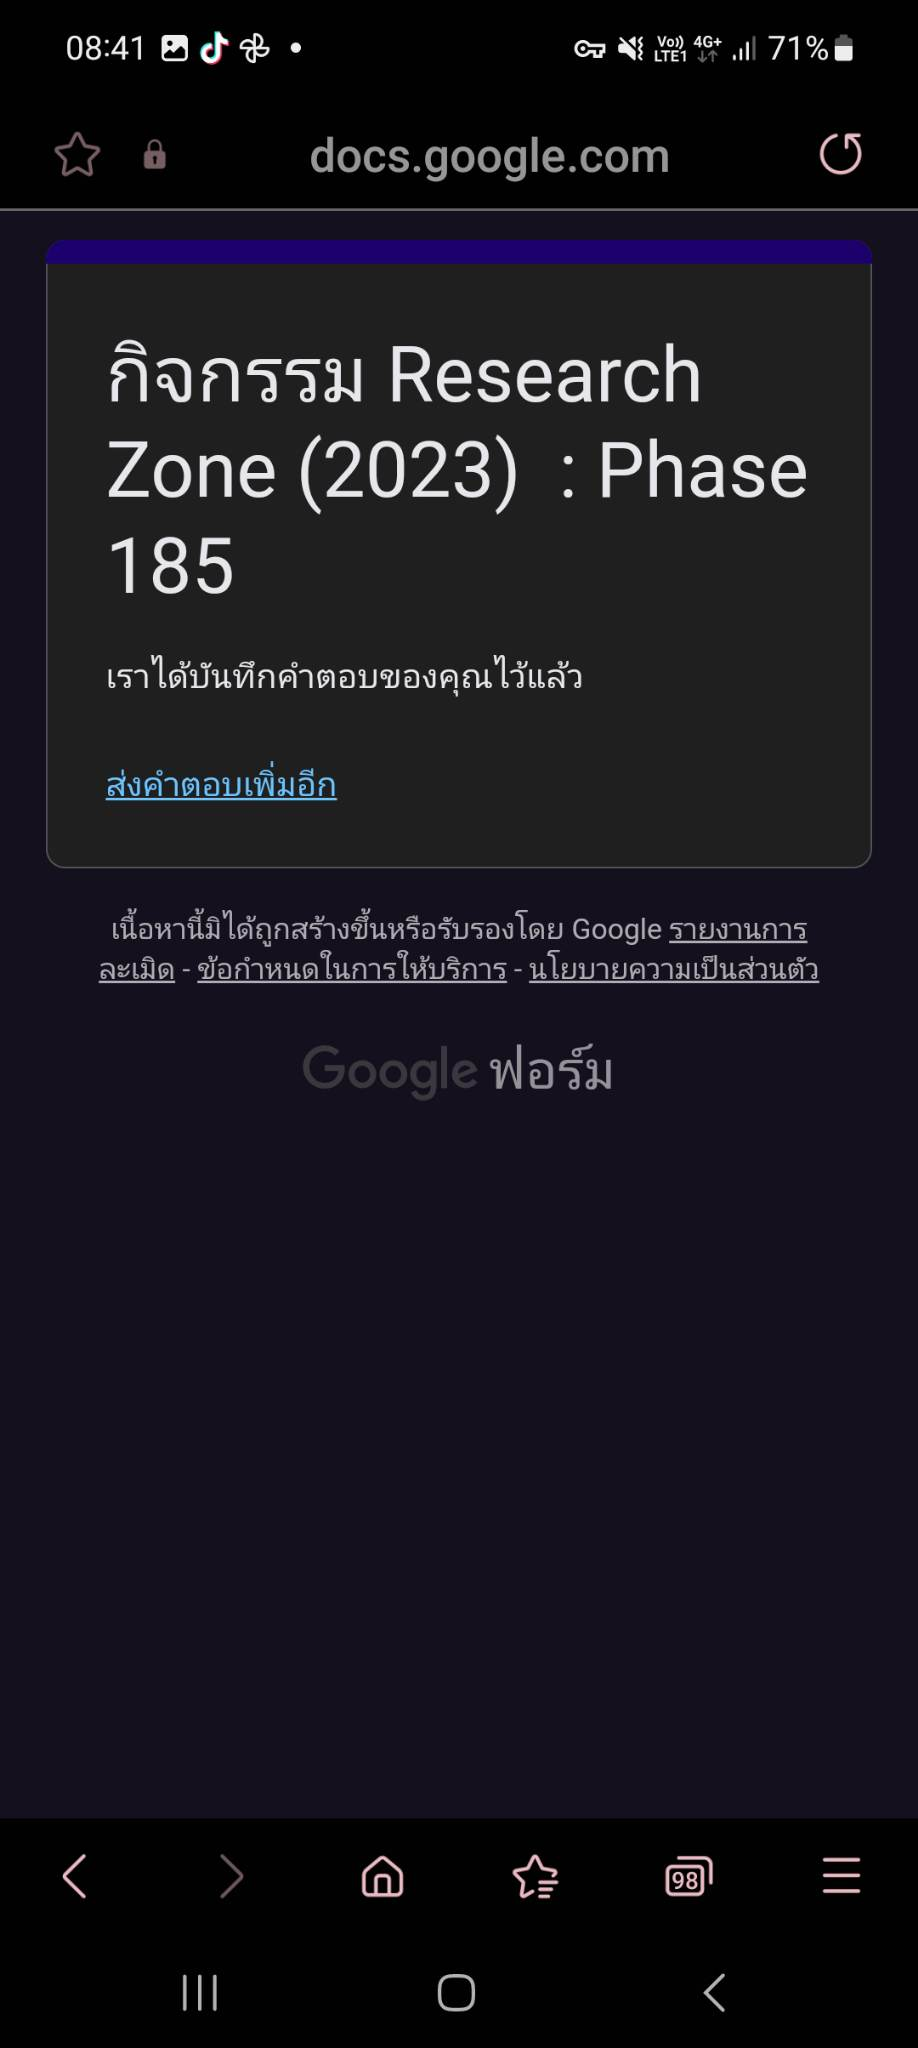 08:41
Vo)) LTE1 4G+ 71%
docs.google.com
กิจกรรม Research
Zone (2023)  : Phase
185
เราได้บันทึกคำตอบของคุณไว้แล้ว
ส่งคำตอบเพิ่มอีก
เนื้อหานี้มิได้ถูกสร้างขึ้นหรือรับรองโดย Google รายงานการ
ละเมิด - ข้อกำหนดในการให้บริการ - นโยบายความเป็นส่วนตัว
Google ฟอร์ม
98